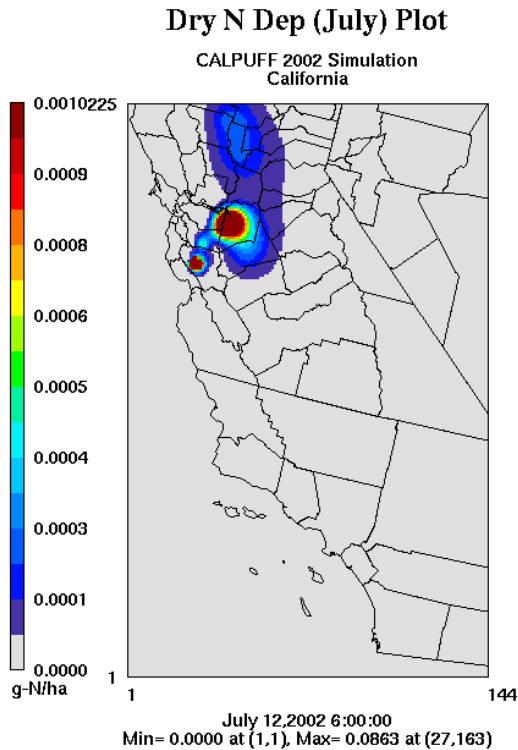 Dry N Dep (July) Plot
CALPUFF 2002 Simulation
California
0.0010225
0.0009
0.0008
0.0006
0.0005
0.0004
0.0003
0.0001
0.0000
g-N/ha
1
1
144
July 12,2002 6:00:00
Min= 0.0000 at (1,1), Max= 0.0863 at (27,163)